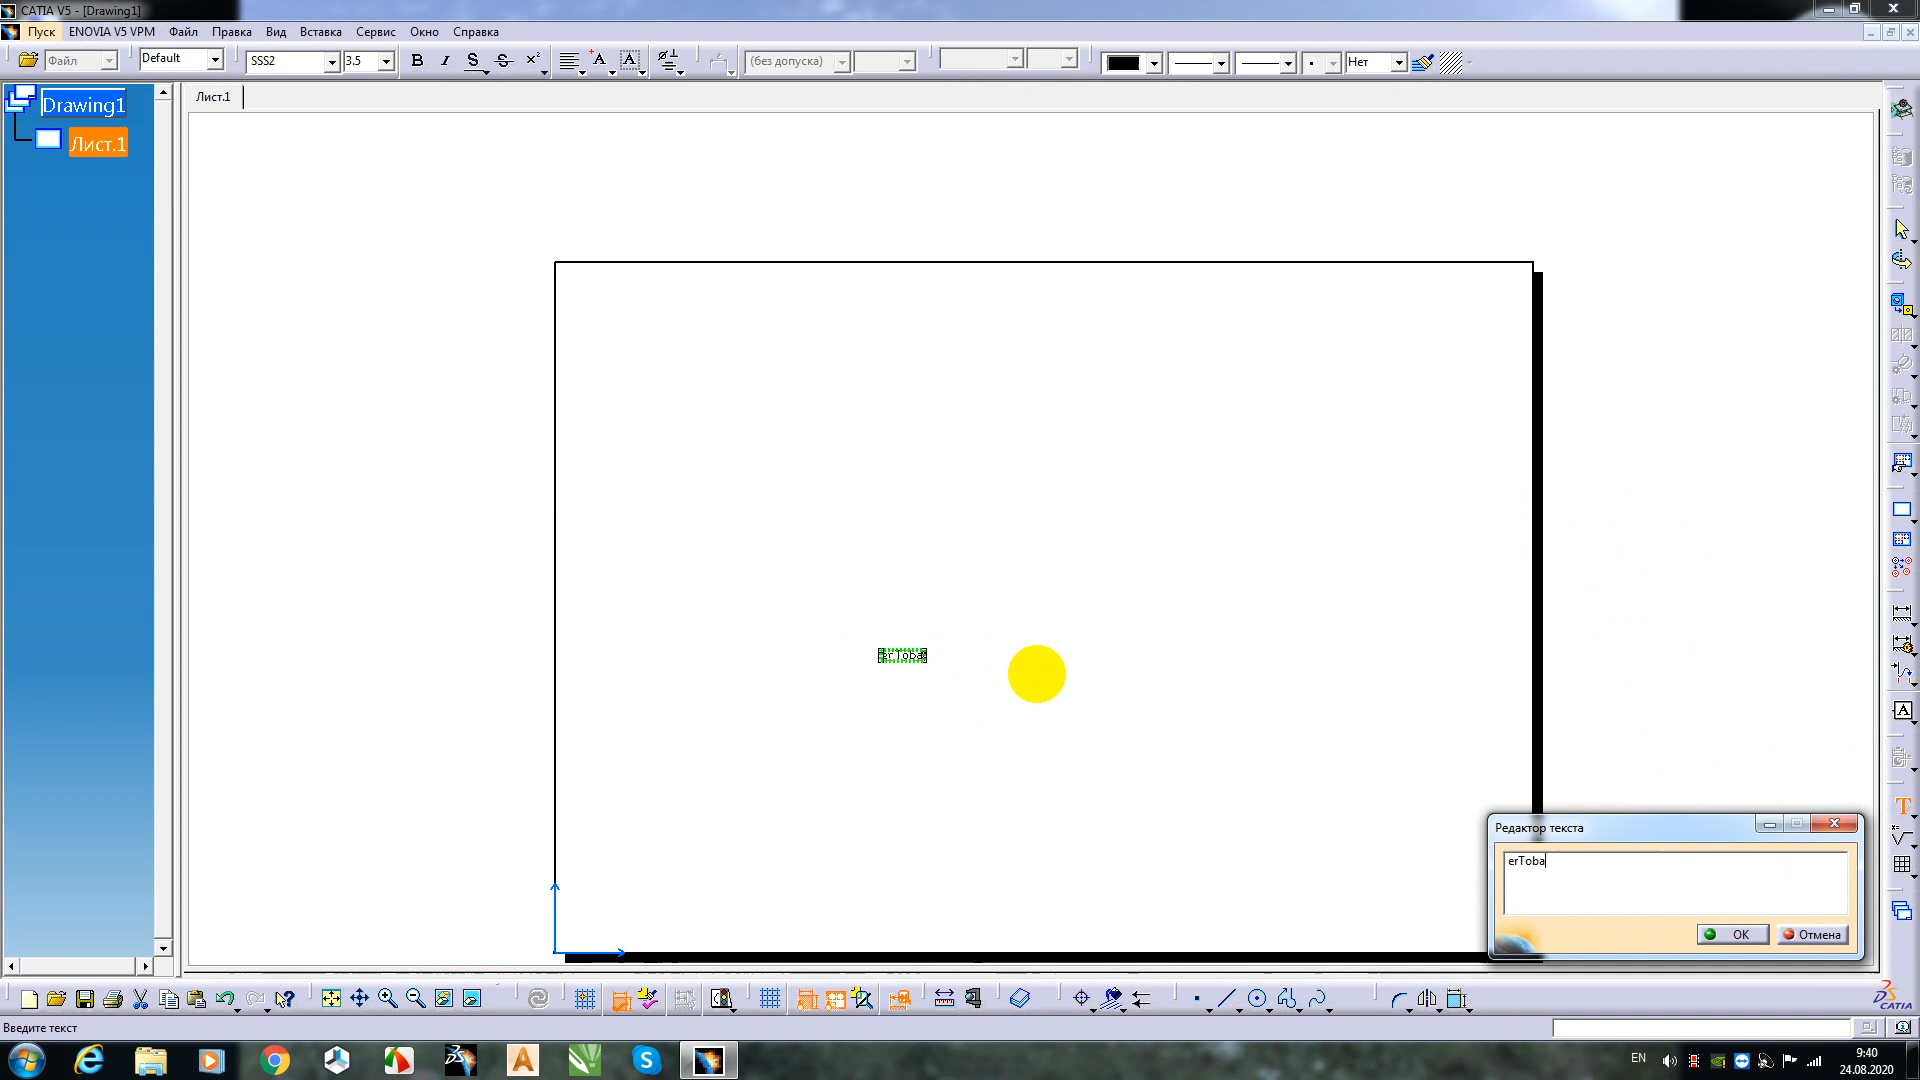 CATIA V5 - [Drawing1]
Пуск ENOVIA V5 VPM Файл Правка Вид Вставка Сервис Окно Справка
Файл Default SSS2 3.5 B I S S (без допуска) Нет
Drawing1
Лист.1
Лист.1
erToba
Редактор текста
erToba
OK Отмена
CATIA
Введите текст
EN
9:40
24.08.2020